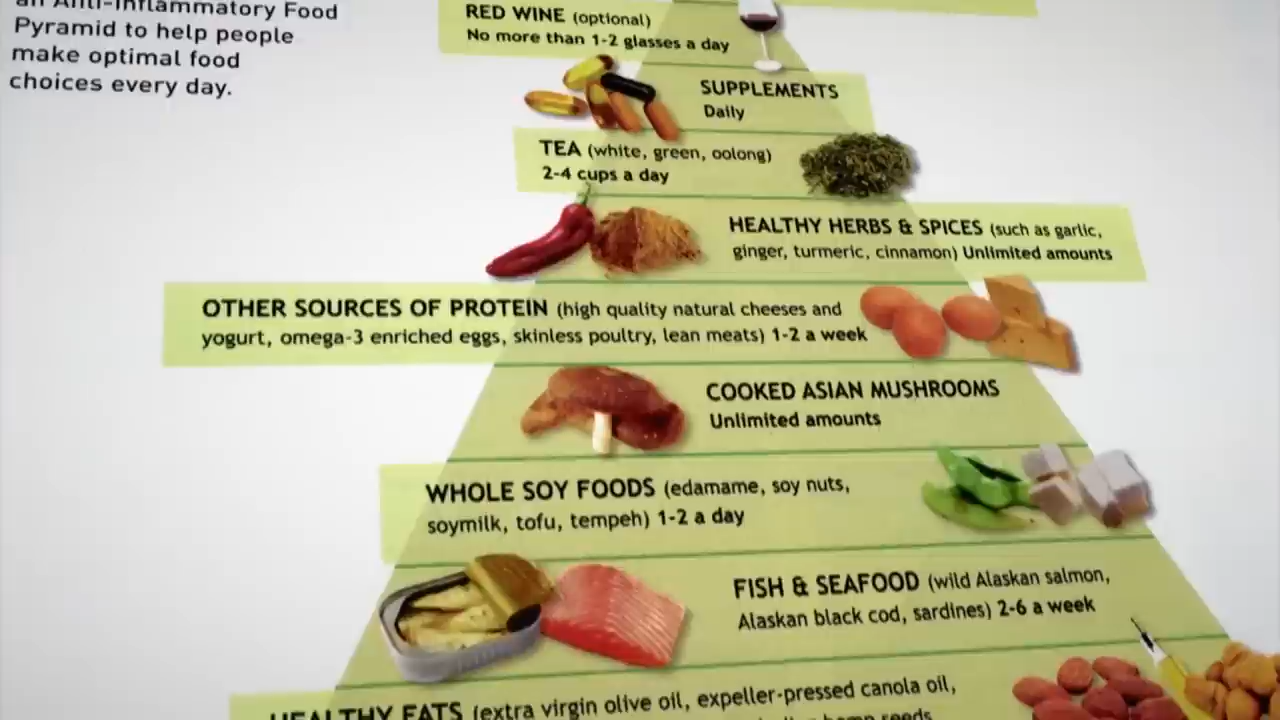 an Anti-Inflammatory Food
Pyramid to help people
make optimal food
choices every day.
RED WINE (optional)
No more than 1-2 glasses a day
SUPPLEMENTS
Daily
TEA (white, green, oolong)
2-4 cups a day
HEALTHY HERBS & SPICES (such as garlic,
ginger, turmeric, cinnamon) Unlimited amounts
OTHER SOURCES OF PROTEIN (high quality natural cheeses and
yogurt, omega-3 enriched eggs, skinless poultry, lean meats) 1-2 a week
COOKED ASIAN MUSHROOMS
Unlimited amounts
WHOLE SOY FOODS (edamame, soy nuts,
soymilk, tofu, tempeh) 1-2 a day
FISH & SEAFOOD (wild Alaskan salmon,
Alaskan black cod, sardines) 2-6 a week
HEALTHY FATS (extra virgin olive oil, expeller-pressed canola oil,
hemp seeds